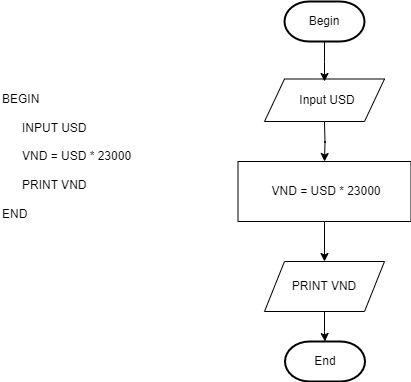 BEGIN
INPUT USD
VND = USD * 23000
PRINT VND
END
Begin
Input USD
VND = USD * 23000
PRINT VND
End